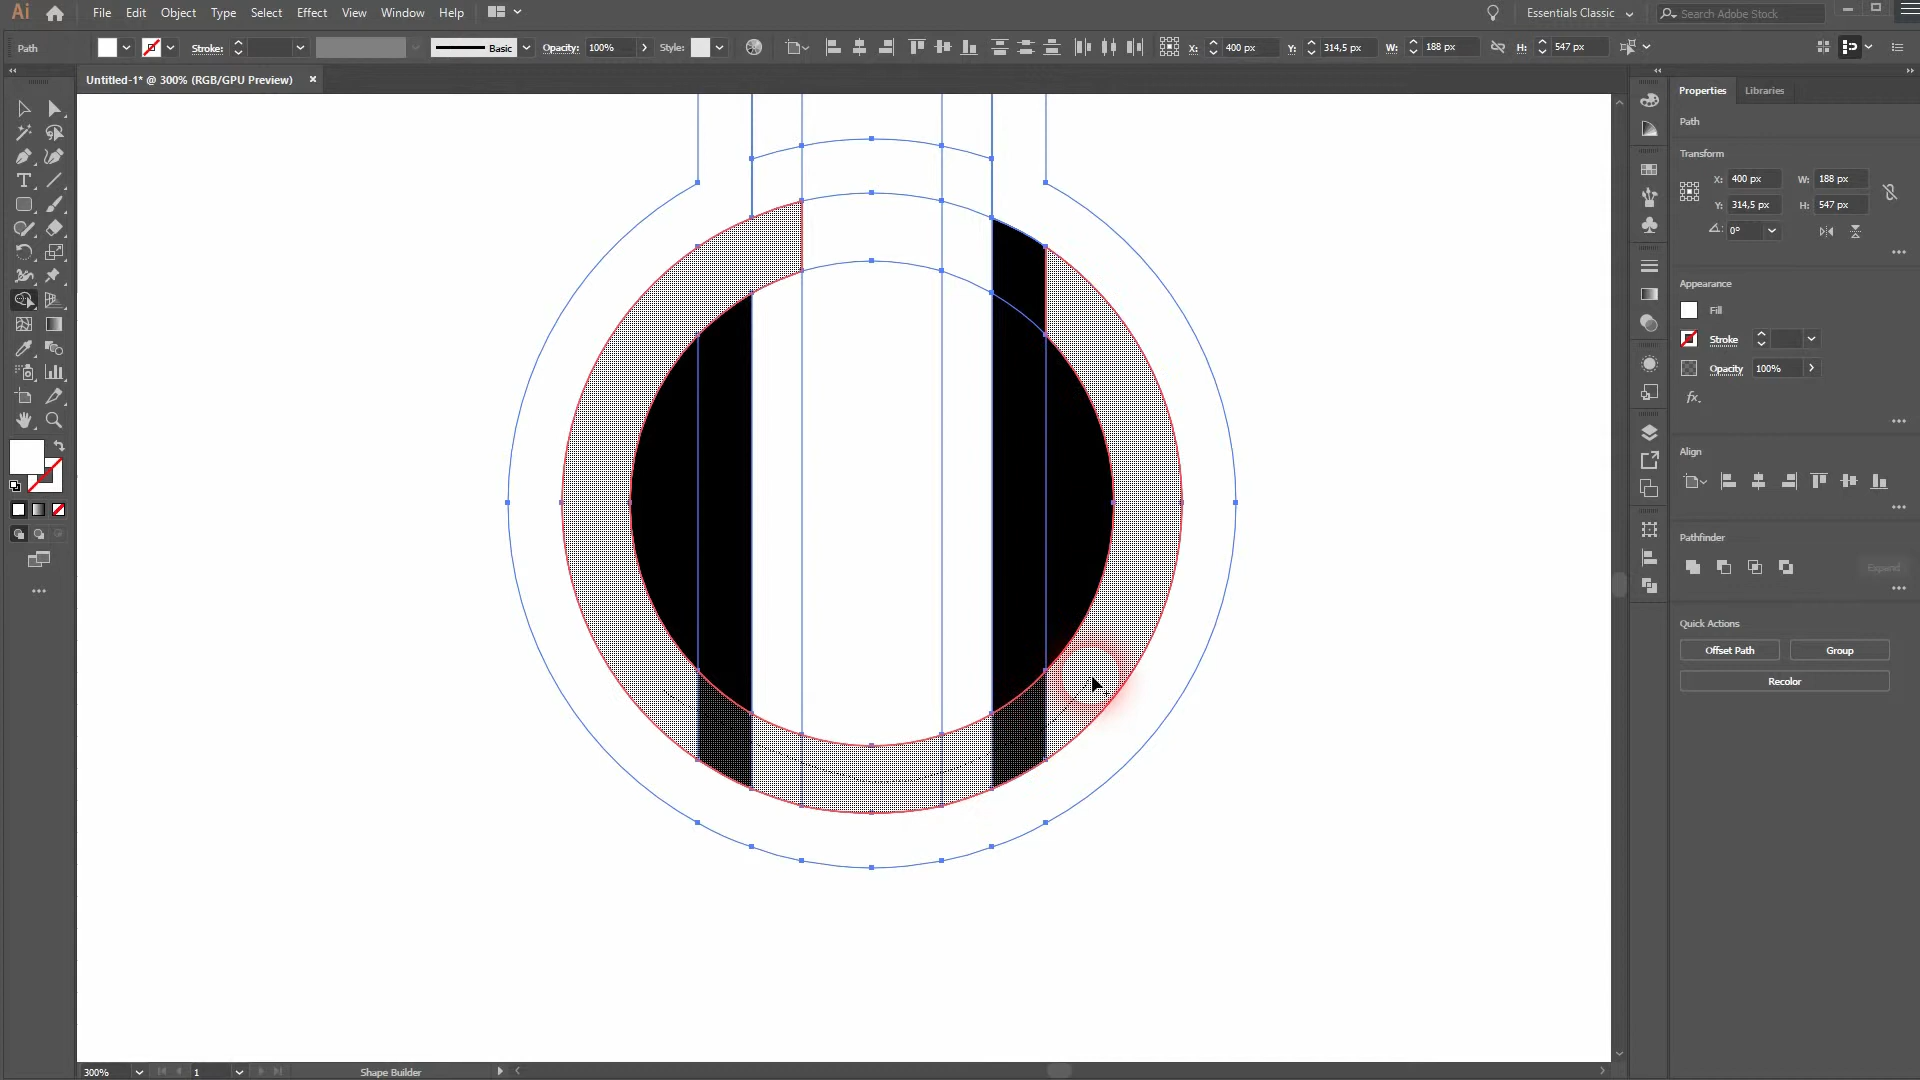 Ai File Edit Object Type Select Effect View Window Help Essentials Classic Search Adobe Stock
Path Stroke: Basic Opacity: 100% Style: X: 400 px Y: 314,5 px W: 188 px H: 547 px
Untitled-1* @ 300% (RGB/GPU Preview) ×
Properties Libraries
Path
Transform
X: 400 px W: 188 px
Y: 314,5 px H: 547 px
0°
Appearance
Fill
Stroke
Opacity 100%
fx.
Align
Pathfinder
Expand
Quick Actions
Offset Path Group
Recolor
300% 1 Shape Builder